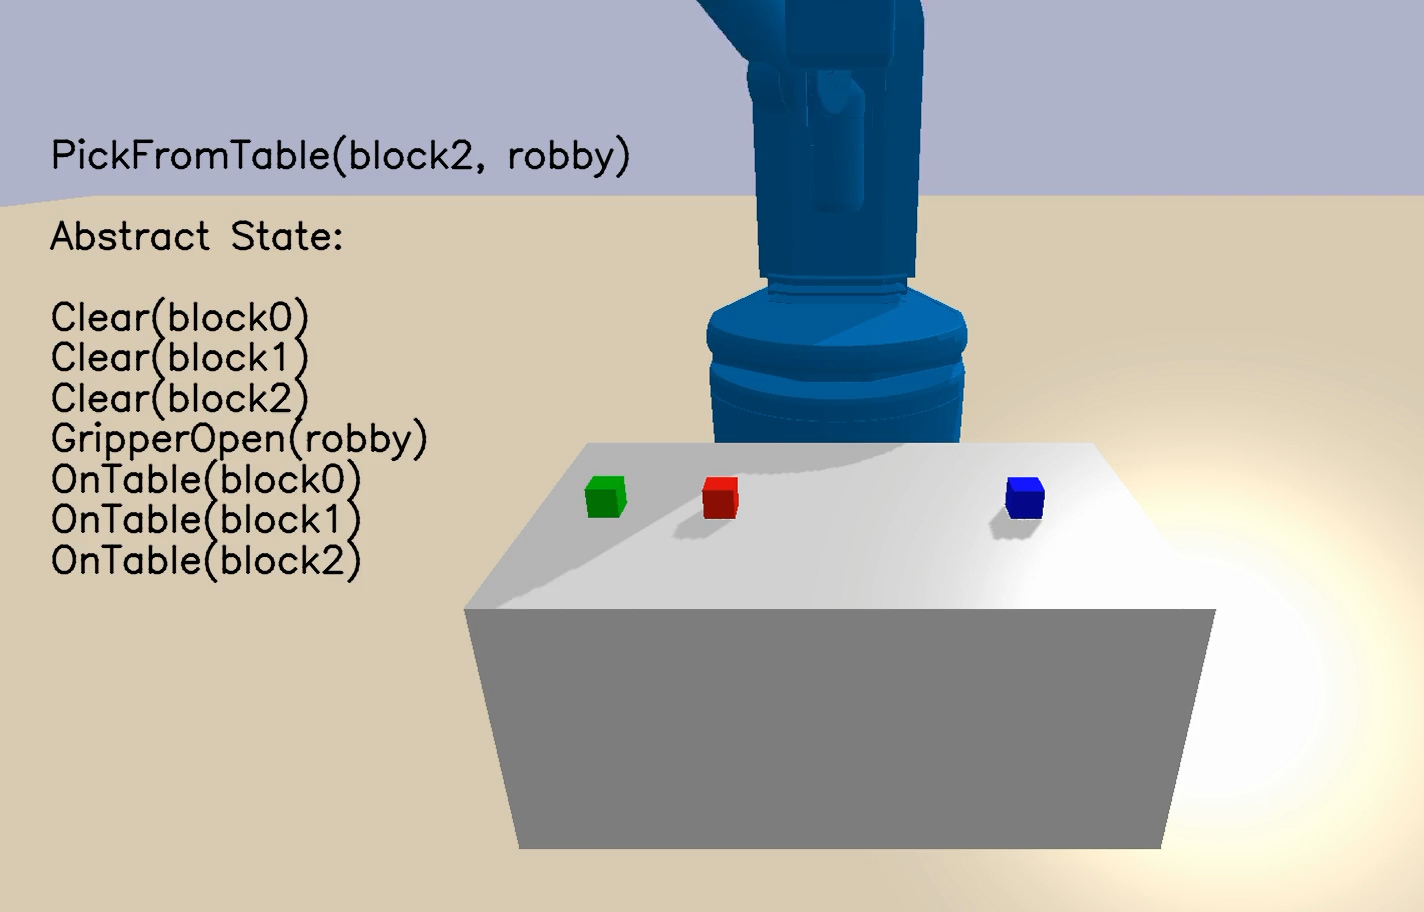 PickFromTable(block2, robby)
Abstract State:
Clear(block0)
Clear(block1)
Clear(block2)
GripperOpen(robby)
OnTable(block0)
OnTable(block1)
OnTable(block2)